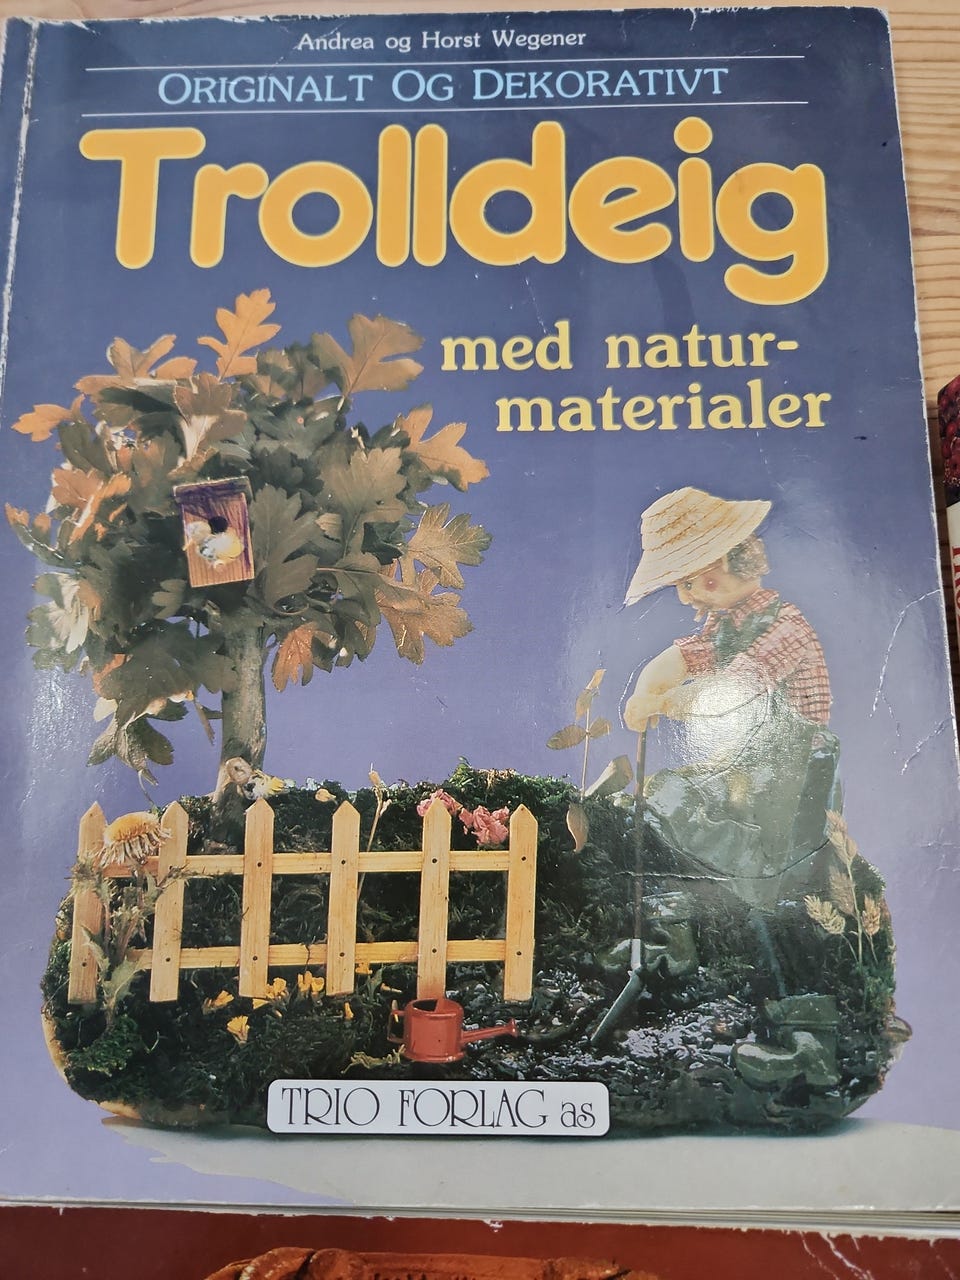 Andrea og Horst Wegener
ORIGINALT OG DEKORATIVT
Trolldeig
med natur-
materialer
TRIO FORLAG as